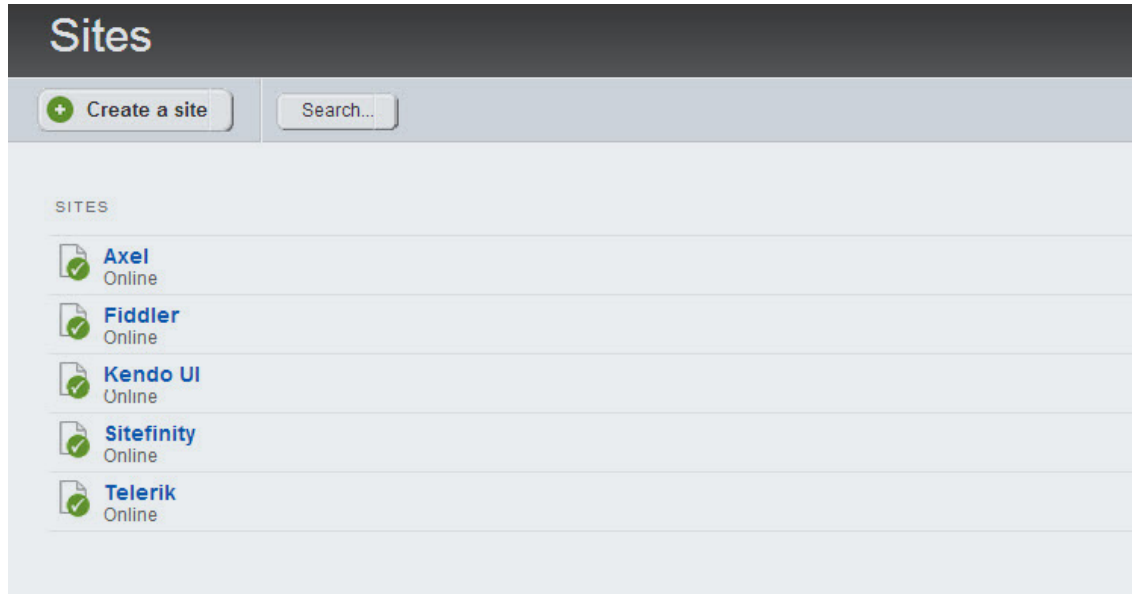 Sites
Create a site
Search...
SITES
Axel
Online
Fiddler
Online
Kendo UI
Online
Sitefinity
Online
Telerik
Online